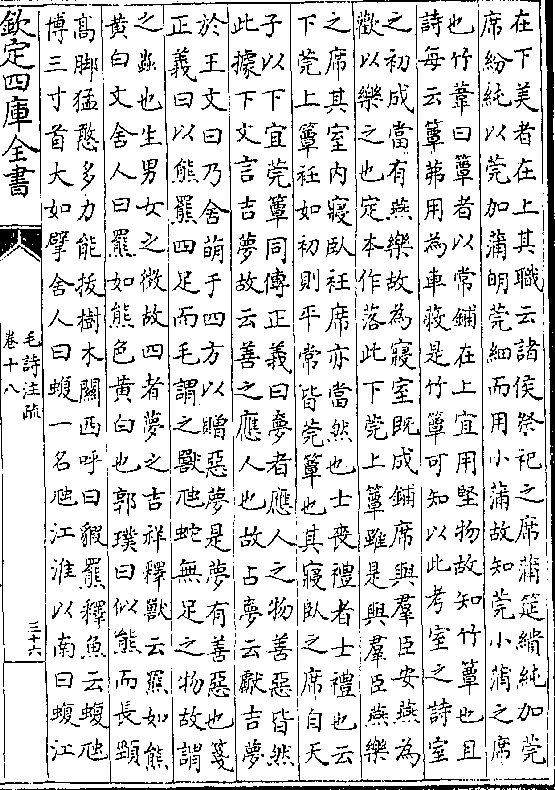 在下美者在上其職云諸侯祭祀之席蒲筵繢純加莞
席紛純以莞加蒲明莞細而用小蒲故知莞小蒲之席
也竹葦曰簟者以常鋪在上宜用堅物故知竹簟也且
詩每云簟茀用為車蔽是竹簟可知以此考室之詩室
之初成當有燕樂故為寢室既成鋪席與羣臣安燕為
歡以樂之也定本作落此下莞上簟雖是與羣臣燕樂
之席其室内寢臥衽席亦當然也士喪禮者士禮也云
下莞上簟衽如初則平常皆莞簟也其寢臥之席自天
子以下宜莞簟同傳正義曰夢者應人之物善惡皆然
此據下文言吉夢故云善之應人也故占夢云獻吉夢
於王文曰乃舍萌于四方以贈惡夢是夢有善惡也箋
正義曰以熊羆四足而毛謂之獸虺蛇無足之物故謂
之蟲也生男女之徵故四者夢之吉祥釋獸云羆如熊
黄白文舍人曰羆如熊色黄白也郭璞曰似熊而長頸
高脚猛憨多力能拔樹木關西呼曰貑羆釋魚云蝮虺
博三寸首大如擘舍人曰蝮一名虺江淮以南曰蝮江
欽定四庫全書
毛詩注疏
卷十八
三十六